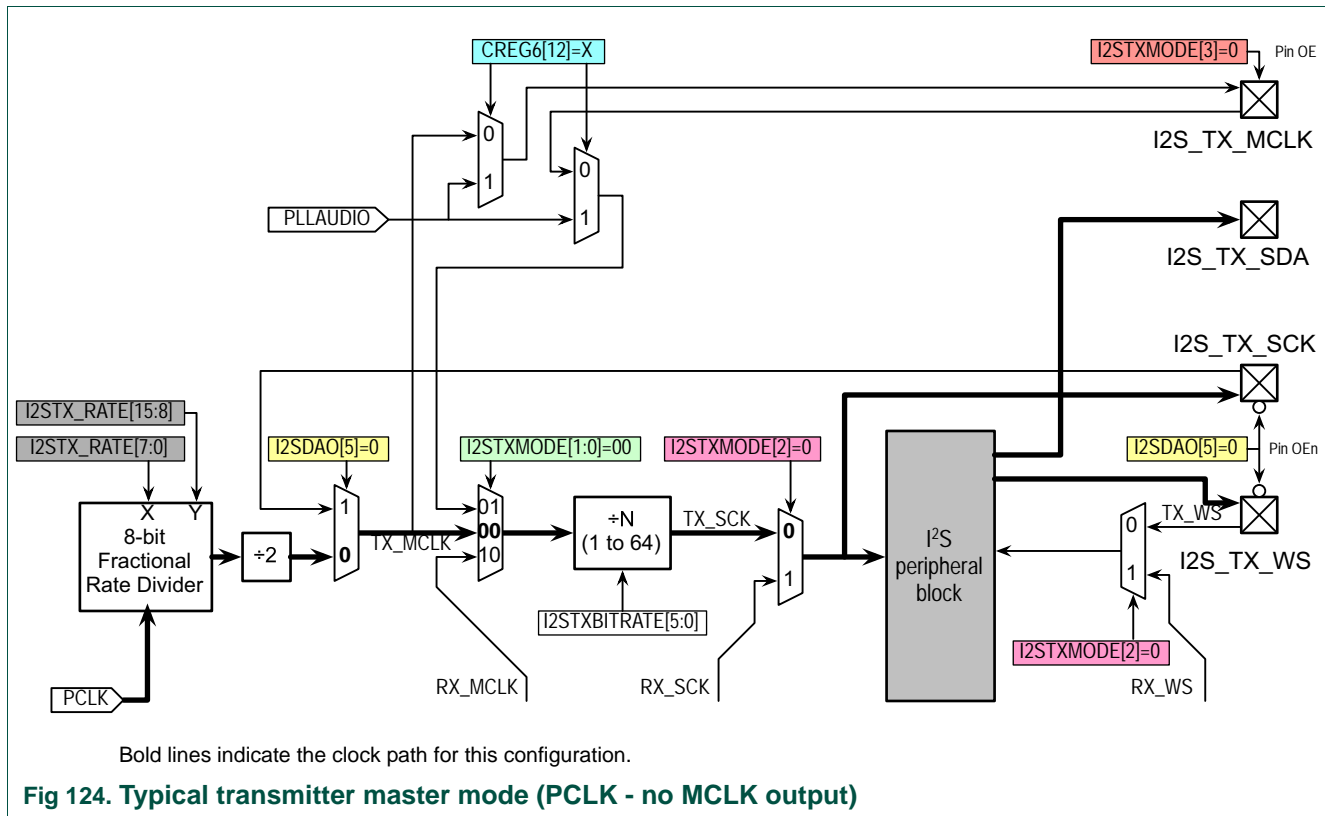 CREG6[12]=X
I2STXMODE[3]=0
Pin OE
0
1
0
1
I2S_TX_MCLK
PLLAUDIO
I2S_TX_SDA
I2S_TX_SCK
I2STX_RATE[15:8]
I2STX_RATE[7:0]
I2SDAO[5]=0
I2STXMODE[1:0]=00
I2STXMODE[2]=0
I2SDAO[5]=0
Pin OEn
X Y
8-bit
Fractional
Rate Divider
÷2
1
0
TX_MCLK
01
00
10
÷N
(1 to 64)
TX_SCK
0
1
I²S
peripheral
block
0
1
TX_WS
I2S_TX_WS
I2STXBITRATE[5:0]
I2STXMODE[2]=0
PCLK
RX_MCLK
RX_SCK
RX_WS
Bold lines indicate the clock path for this configuration.
Fig 124. Typical transmitter master mode (PCLK - no MCLK output)